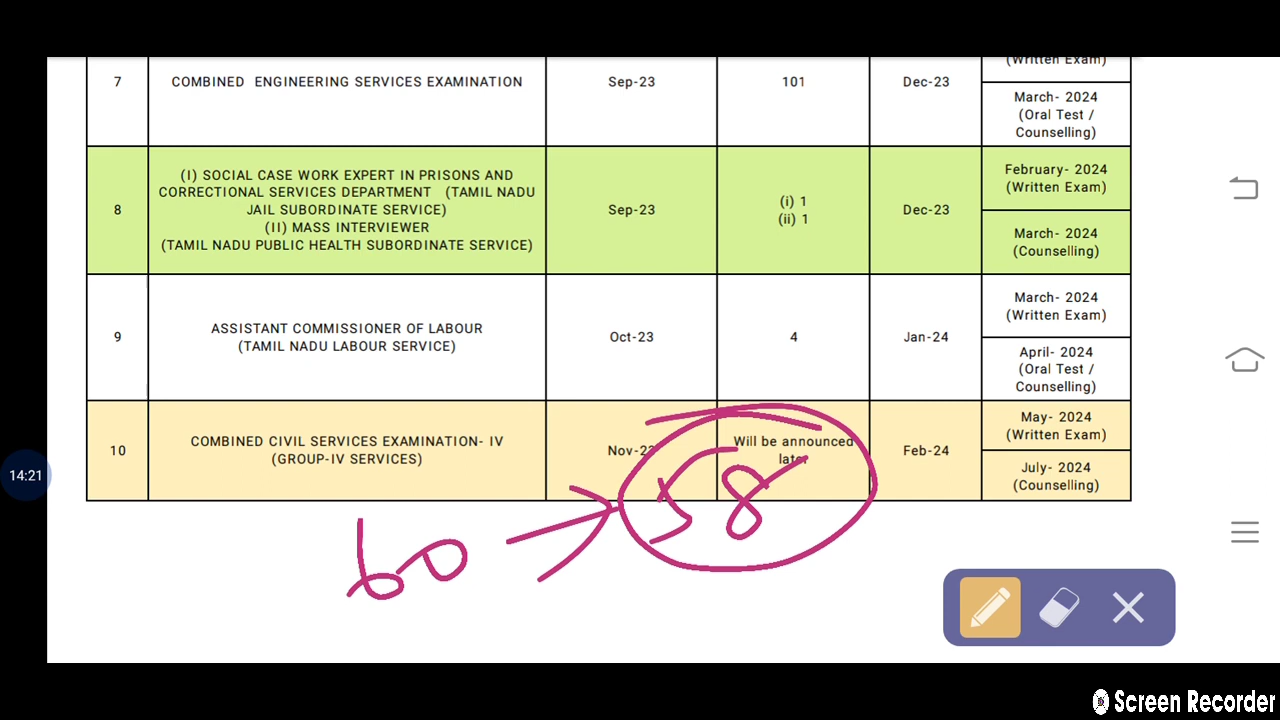 (Written Exam)
7
COMBINED ENGINEERING SERVICES EXAMINATION
Sep-23
101
Dec-23
March- 2024
(Oral Test /
Counselling)
8
(I) SOCIAL CASE WORK EXPERT IN PRISONS AND
CORRECTIONAL SERVICES DEPARTMENT (TAMIL NADU
JAIL SUBORDINATE SERVICE)
(II) MASS INTERVIEWER
(TAMIL NADU PUBLIC HEALTH SUBORDINATE SERVICE)
Sep-23
(i) 1
(ii) 1
Dec-23
February- 2024
(Written Exam)
March- 2024
(Counselling)
9
ASSISTANT COMMISSIONER OF LABOUR
(TAMIL NADU LABOUR SERVICE)
Oct-23
4
Jan-24
March- 2024
(Written Exam)
April- 2024
(Oral Test /
Counselling)
10
COMBINED CIVIL SERVICES EXAMINATION- IV
(GROUP-IV SERVICES)
Nov-23
Will be announced
later
Feb-24
May- 2024
(Written Exam)
July- 2024
(Counselling)
60
58
14:21
Screen Recorder